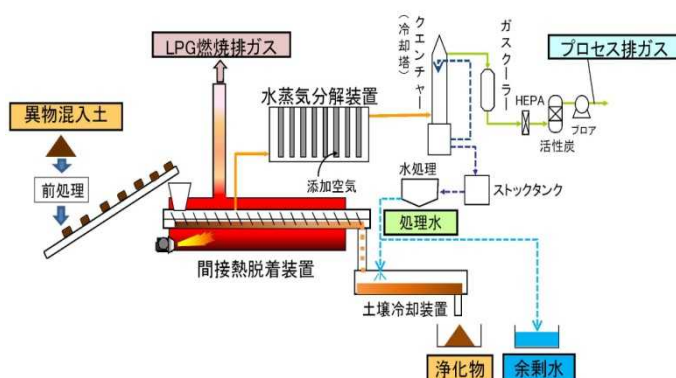 LPG燃焼排ガス
クエンチャー
(冷却塔)
ガスクーラー
プロセス排ガス
水蒸気分解装置
HEPA
ブロア
活性炭
異物混入土
前処理
添加空気
水処理
ストックタンク
処理水
間接熱脱着装置
土壌冷却装置
浄化物
余剰水